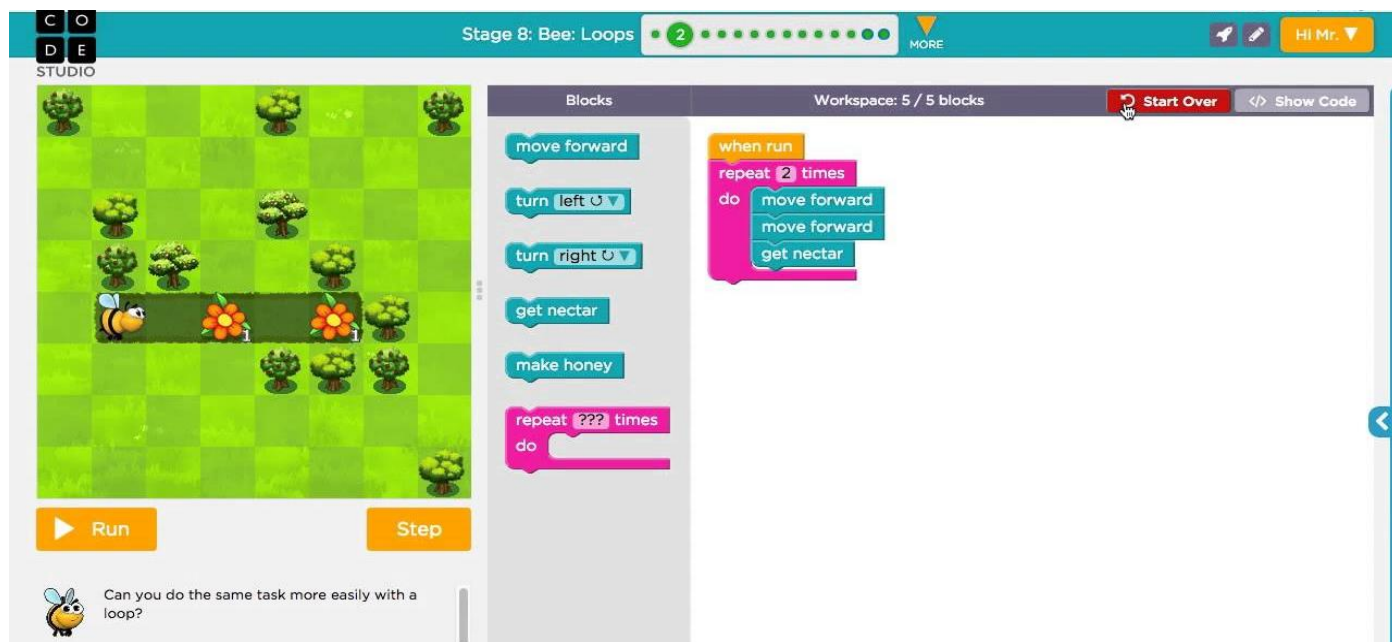 CODE
STUDIO
Stage 8: Bee: Loops
2
MORE
Hi Mr.
Blocks
Workspace: 5 / 5 blocks
Start Over
</> Show Code
move forward
turn left
turn right
get nectar
make honey
repeat ??? times
do
when run
repeat 2 times
do move forward
move forward
get nectar
1
1
Run
Step
Can you do the same task more easily with a
loop?